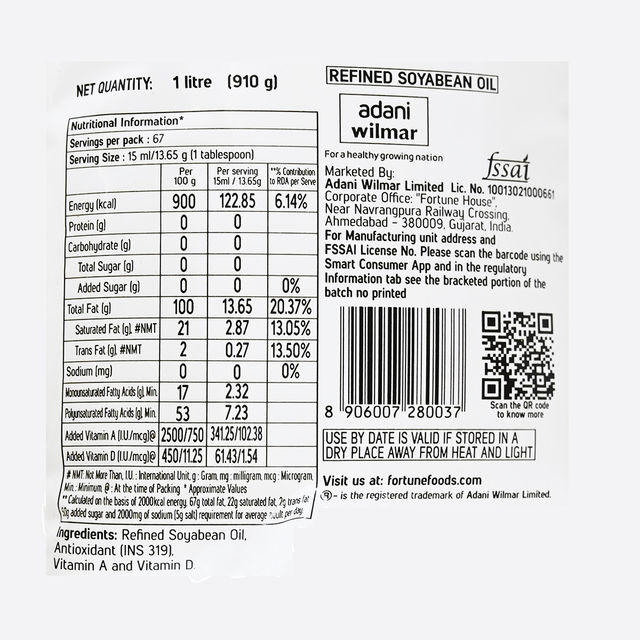 NET QUANTITY: 1 litre (910 g)
Nutritional Information*
Servings per pack : 67
Serving Size : 15 ml/13.65 g (1 tablespoon)
Per 100 g Per serving 15ml / 13.65g **% Contribution to RDA per Serve
Energy (kcal) 900 122.85 6.14%
Protein (g) 0 0
Carbohydrate (g) 0 0
Total Sugar (g) 0 0
Added Sugar (g) 0 0 0%
Total Fat (g) 100 13.65 20.37%
Saturated Fat (g), #NMT 21 2.87 13.05%
Trans Fat (g), #NMT 2 0.27 13.50%
Sodium (mg) 0 0 0%
Monounsaturated Fatty Acids (g), Min. 17 2.32
Polyunsaturated Fatty Acids (g), Min. 53 7.23
Added Vitamin A (I.U/mcg)@ 2500/750 341.25/102.38
Added Vitamin D (I.U/mcg)@ 450/11.25 61.43/1.54
# NMT: Not More Than, I.U. : International Unit, g : Gram, mg : milligram, mcg : Microgram,
Min.: Minimum, @ : At the time of Packing * Approximate Values
**Calculated on the basis of 2000kcal energy, 67g total fat, 22g saturated fat, 2g trans fat
50g added sugar and 2000mg of sodium (5g salt) requirement for average adult per day.
Ingredients: Refined Soyabean Oil,
Antioxidant (INS 319),
Vitamin A and Vitamin D.
REFINED SOYABEAN OIL
adani
wilmar
For a healthy growing nation
fssai
Marketed By:
Adani Wilmar Limited Lic. No. 10013021000661
Corporate Office: "Fortune House",
Near Navrangpura Railway Crossing,
Ahmedabad - 380009, Gujarat, India.
For Manufacturing unit address and
FSSAI License No. Please scan the barcode using the
Smart Consumer App and in the regulatory
Information tab see the bracketed portion of the
batch no printed
8 906007 280037
Scan the QR code
to know more
USE BY DATE IS VALID IF STORED IN A
DRY PLACE AWAY FROM HEAT AND LIGHT
Visit us at: fortunefoods.com
® - is the registered trademark of Adani Wilmar Limited.